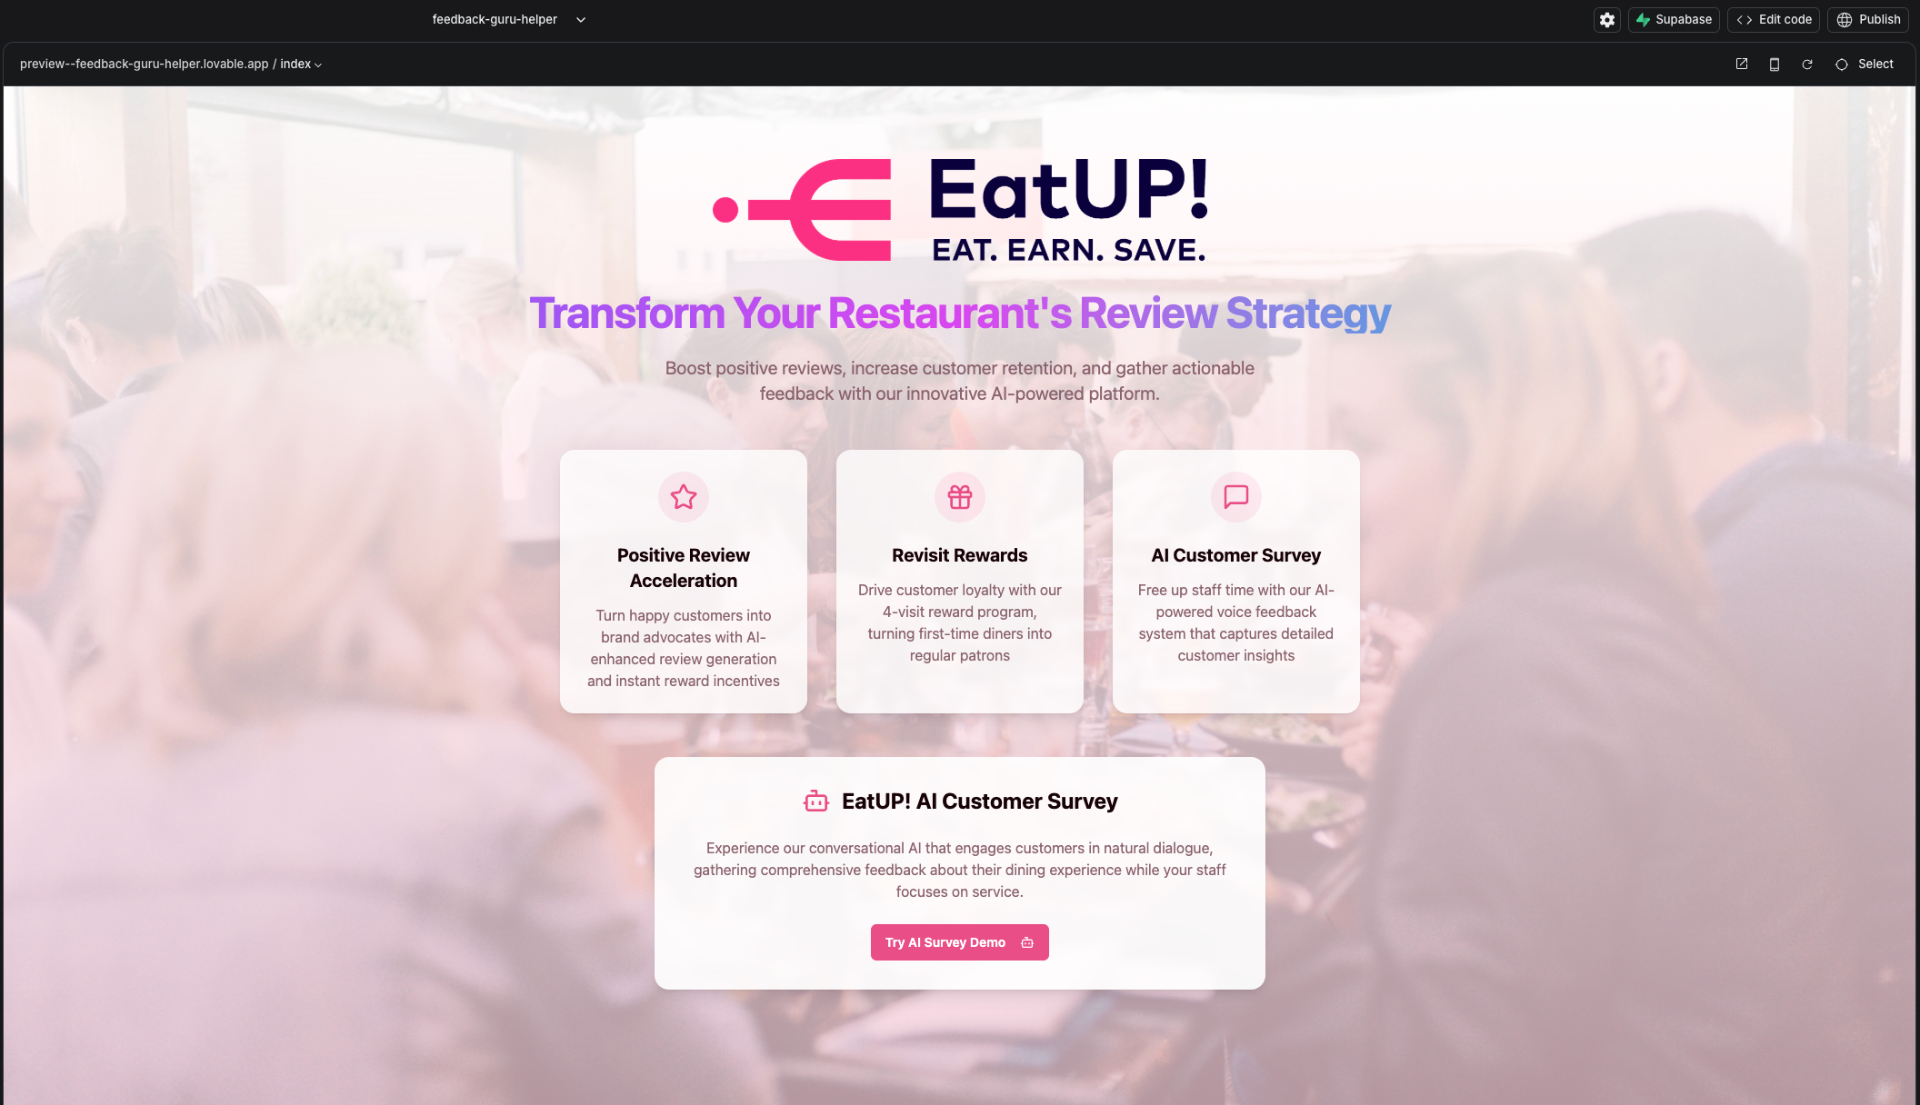 feedback-guru-helper
Supabase
Edit code
Publish
preview--feedback-guru-helper.lovable.app / index
Select
EatUP!
EAT. EARN. SAVE.
Transform Your Restaurant's Review Strategy
Boost positive reviews, increase customer retention, and gather actionable
feedback with our innovative AI-powered platform.
Positive Review
Acceleration
Turn happy customers into
brand advocates with AI-
enhanced review generation
and instant reward incentives
Revisit Rewards
Drive customer loyalty with our
4-visit reward program,
turning first-time diners into
regular patrons
AI Customer Survey
Free up staff time with our AI-
powered voice feedback
system that captures detailed
customer insights
EatUP! AI Customer Survey
Experience our conversational AI that engages customers in natural dialogue,
gathering comprehensive feedback about their dining experience while your staff
focuses on service.
Try AI Survey Demo